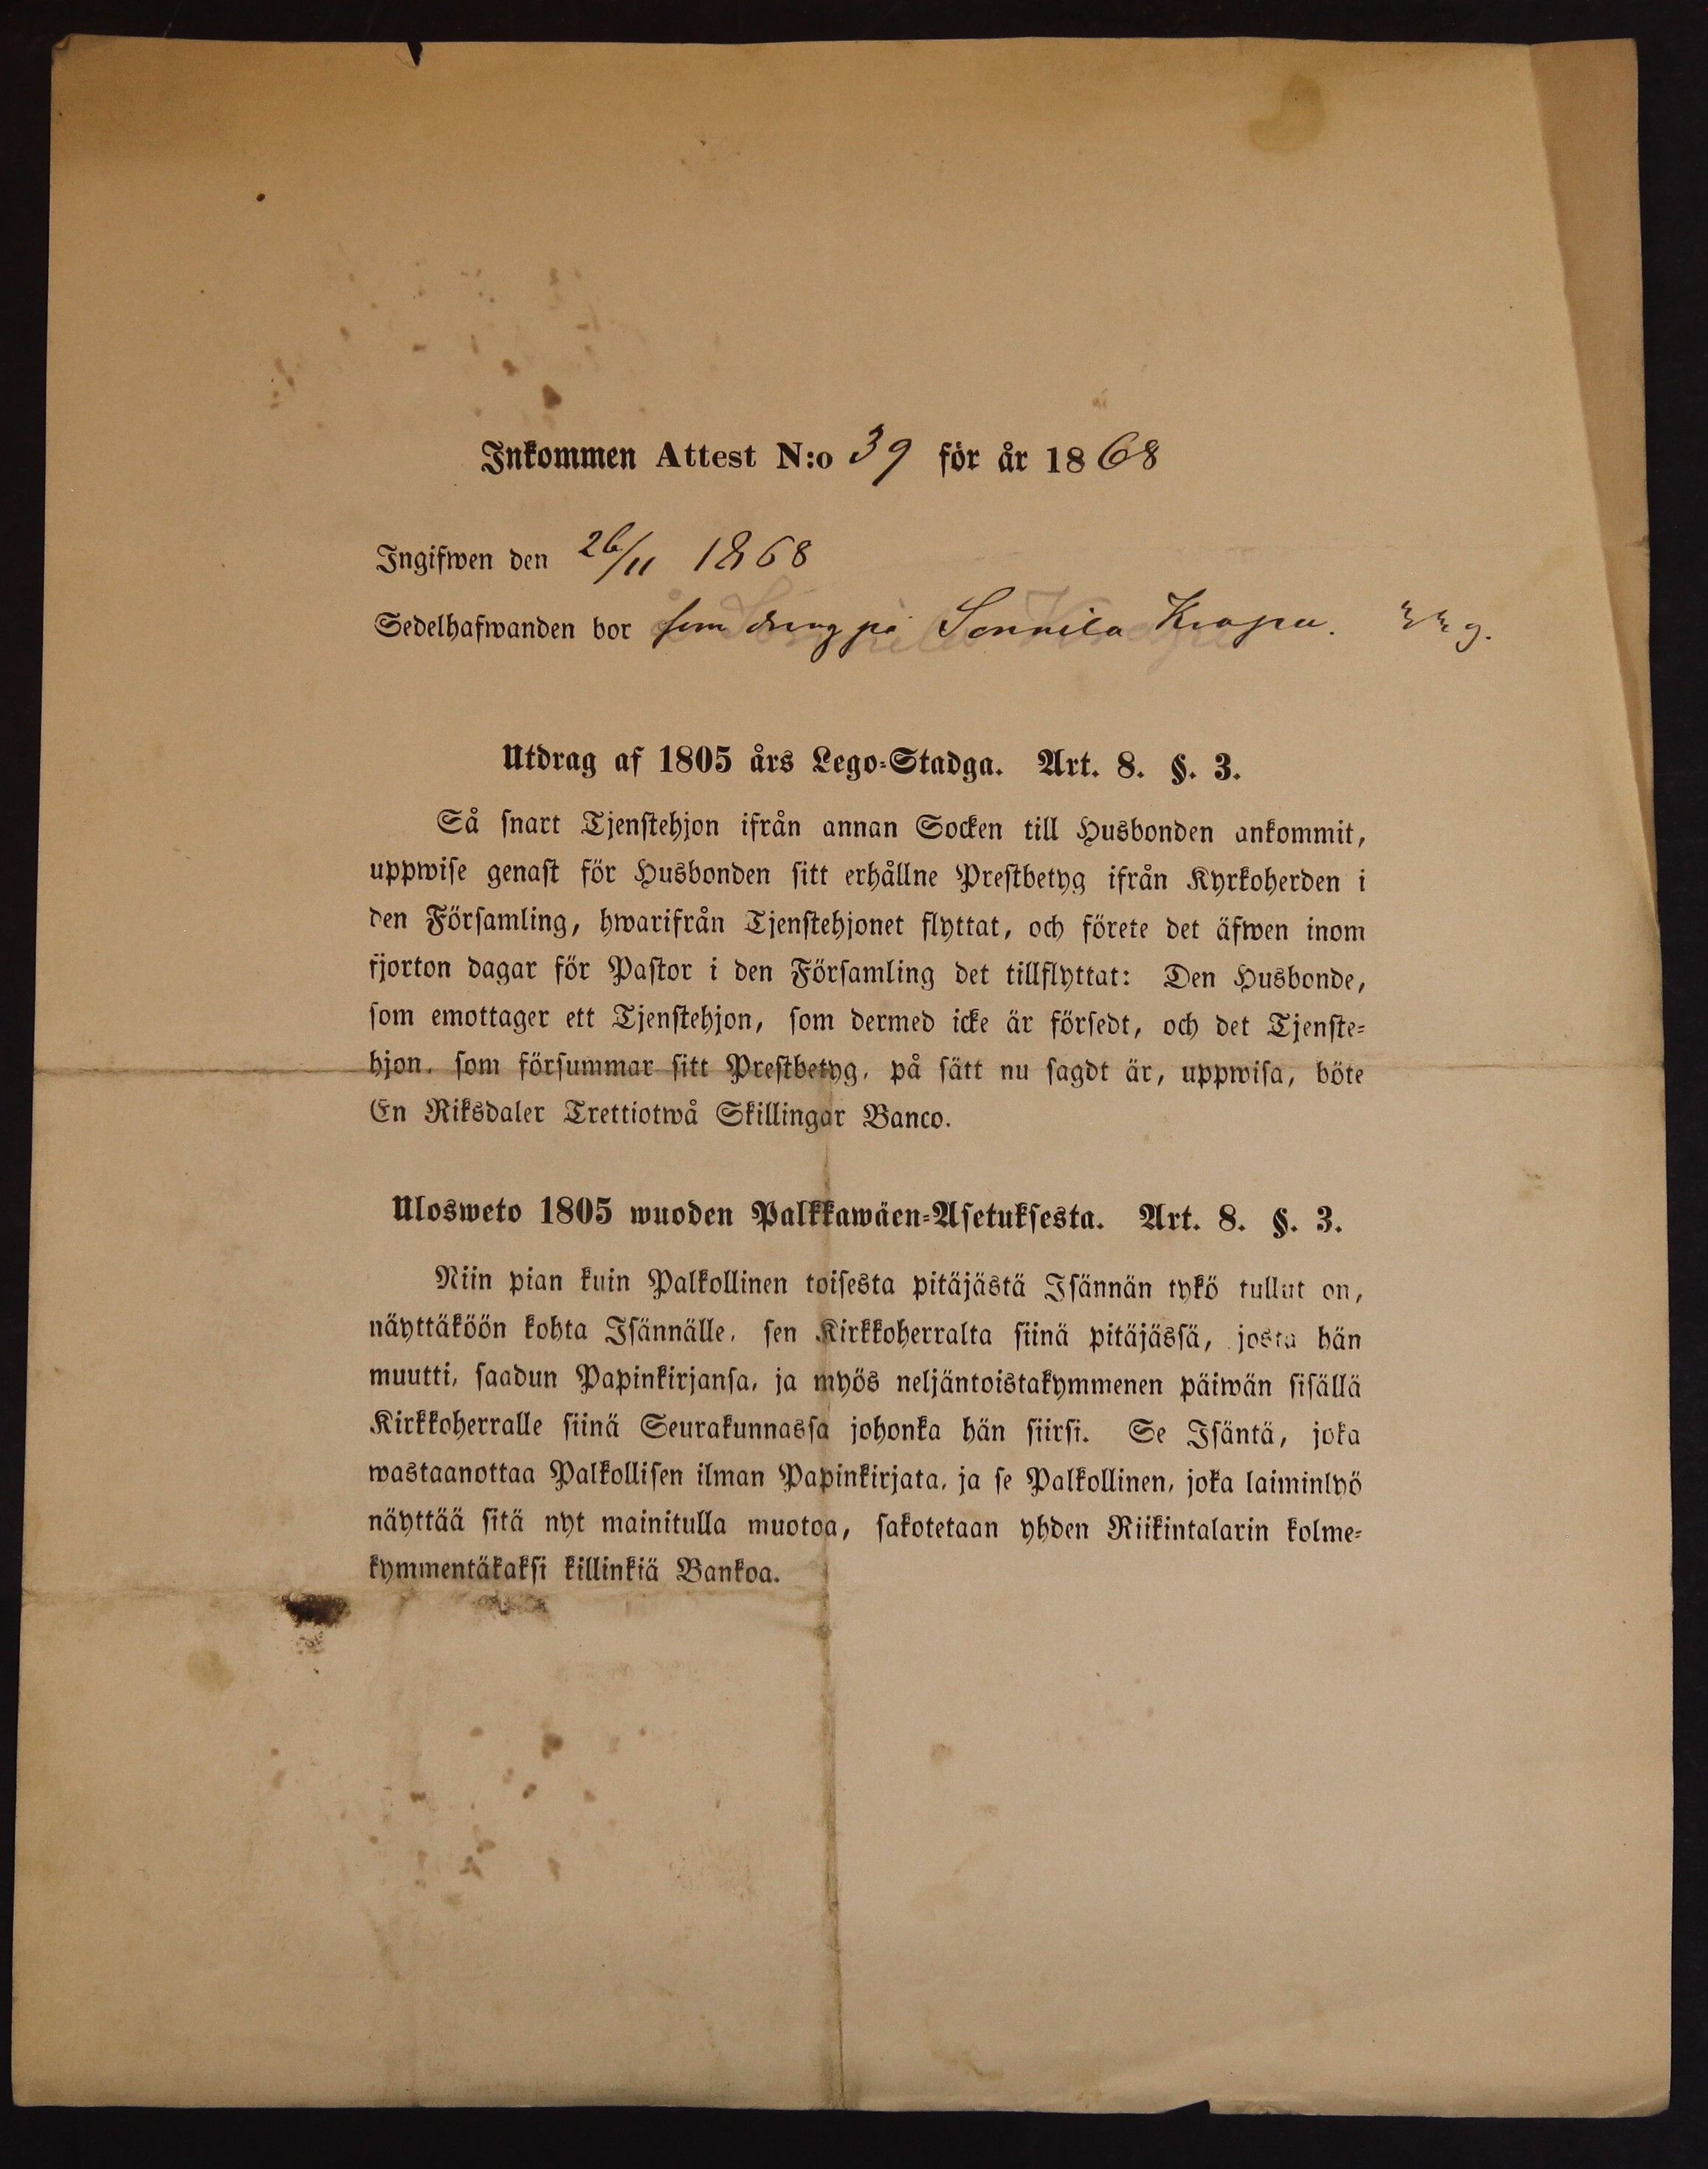 Inkommen Attest N:o 39 för år 1868
Ingifwen den 26/11 1868
Sedelhafwanden bor som dreng på Sonnila Krapu.
Utdrag af 1805 års Lego-Stadga. Art. 8. §. 3.
Så snart Tjenstehjon ifrån annan Socken till Husbonden ankommit,
uppwise genast för Husbonden sitt erhållne Prestbetyg ifrån Kyrkoherden i
den Församling, hwarifrån Tjenstehjonet flyttat, och förete det äfwen inom
fjorton dagar för Pastor i den Församling det tillflyttat: Den Husbonde,
som emottager ett Tjenstehjon, som dermed icke är försedt, och det Tjenste-
hjon, som försummar sitt Prestbetyg, på sätt nu sagdt är, uppwisa, böte
En Riksdaler Trettiotwå Skillingar Banco.
Ulosweto 1805 wuoden Palkkawäen-Asetuksesta. Art. 8. §. 3.
Niin pian kuin Palkollinen toisesta pitäjästä Isännän tykö tullut on,
näyttäköön kohta Isännälle, sen Kirkkoherralta siinä pitäjässä, josta hän
muutti, saadun Papinkirjansa, ja myös neljäntoistakymmenen päiwän sisällä
Kirkkoherralle siinä Seurakunnassa johonka hän siirsi. Se Isäntä, joka
wastaanottaa Palkollisen ilman Papinkirjata, ja se Palkollinen, joka laiminlyö
näyttää sitä nyt mainitulla muotoa, sakotetaan yhden Riikintalarin kolme-
kymmentäkaksi killinkiä Bankoa.